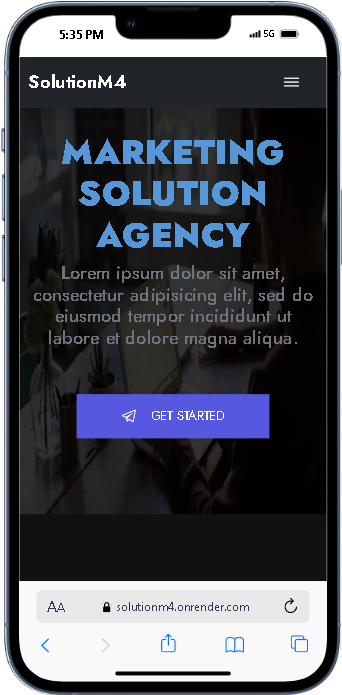 5:35 PM
5G
SolutionM4
MARKETING
SOLUTION
AGENCY
Lorem ipsum dolor sit amet,
consectetur adipisicing elit, sed do
eiusmod tempor incididunt ut
labore et dolore magna aliqua.
GET STARTED
AA solutionm4.onrender.com